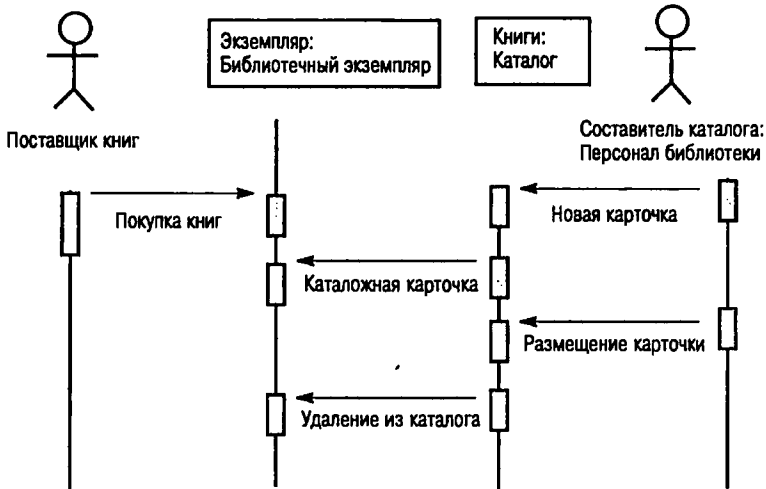 Экземпляр:
Библиотечный экземпляр
Книги:
Каталог
Поставщик книг
Составитель каталога:
Персонал библиотеки
Покупка книг
Новая карточка
Каталожная карточка
Размещение карточки
Удаление из каталога